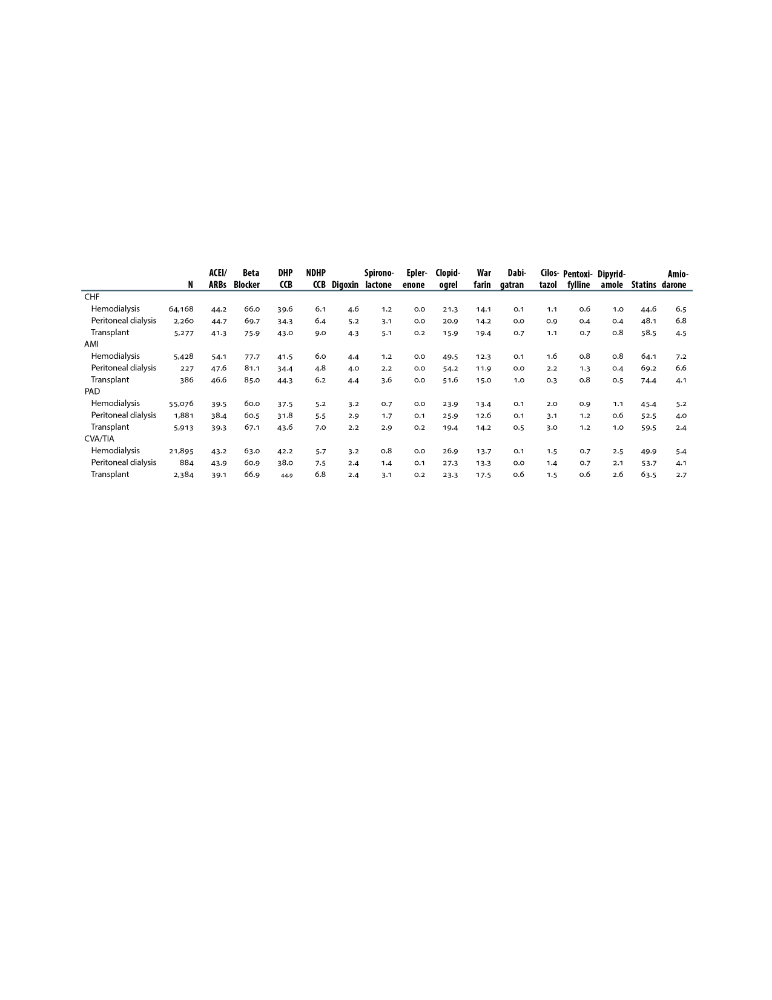 ACEI/ Beta DHP NDHP Spirono- Epler- Clopid- War Dabi- Cilos- Pentoxi- Dipyrid- Amio-
N ARBs Blocker CCB CCB Digoxin lactone enone ogrel farin gatran tazol fylline amole Statins darone
CHF
Hemodialysis 64,168 44.2 66.0 39.6 6.1 4.6 1.2 0.0 21.3 14.1 0.1 1.1 0.6 1.0 44.6 6.5
Peritoneal dialysis 2,260 44.7 69.7 34.3 6.4 5.2 3.1 0.0 20.9 14.2 0.0 0.9 0.4 0.4 48.1 6.8
Transplant 5,277 41.3 75.9 43.0 9.0 4.3 5.1 0.2 15.9 19.4 0.7 1.1 0.7 0.8 58.5 4.5
AMI
Hemodialysis 5,428 54.1 77.7 41.5 6.0 4.4 1.2 0.0 49.5 12.3 0.1 1.6 0.8 0.8 64.1 7.2
Peritoneal dialysis 227 47.6 81.1 34.4 4.8 4.0 2.2 0.0 54.2 11.9 0.0 2.2 1.3 0.4 69.2 6.6
Transplant 386 46.6 85.0 44.3 6.2 4.4 3.6 0.0 51.6 15.0 1.0 0.3 0.8 0.5 74.4 4.1
PAD
Hemodialysis 55,076 39.5 60.0 37.5 5.2 3.2 0.7 0.0 23.9 13.4 0.1 2.0 0.9 1.1 45.4 5.2
Peritoneal dialysis 1,881 38.4 60.5 31.8 5.5 2.9 1.7 0.1 25.9 12.6 0.1 3.1 1.2 0.6 52.5 4.0
Transplant 5,913 39.3 67.1 43.6 7.0 2.2 2.9 0.2 19.4 14.2 0.5 3.0 1.2 1.0 59.5 2.4
CVA/TIA
Hemodialysis 21,895 43.2 63.0 42.2 5.7 3.2 0.8 0.0 26.9 13.7 0.1 1.5 0.7 2.5 49.9 5.4
Peritoneal dialysis 884 43.9 60.9 38.0 7.5 2.4 1.4 0.1 27.3 13.3 0.0 1.4 0.7 2.1 53.7 4.1
Transplant 2,384 39.1 66.9 44.9 6.8 2.4 3.1 0.2 23.3 17.5 0.6 1.5 0.6 2.6 63.5 2.7